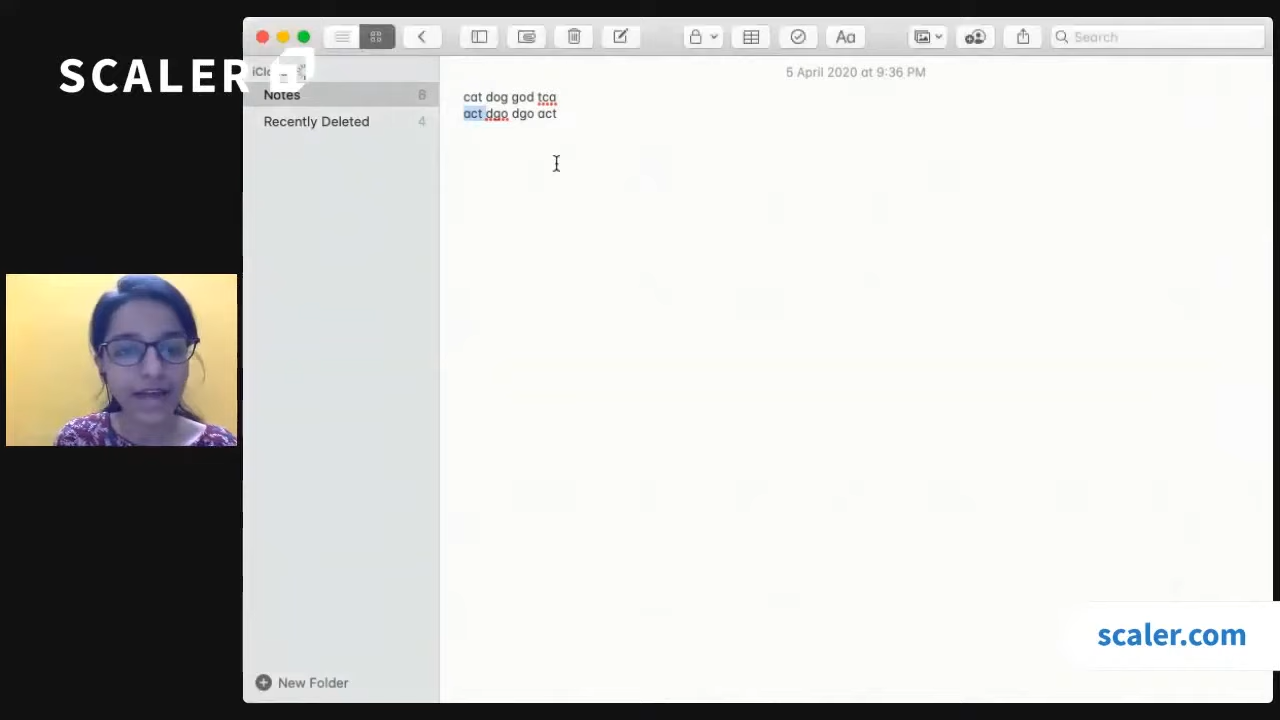 SCALER
Search
5 April 2020 at 9:36 PM
Notes 8
Recently Deleted 4
cat dog god tca
act dgo dgo act
Aa
New Folder
scaler.com